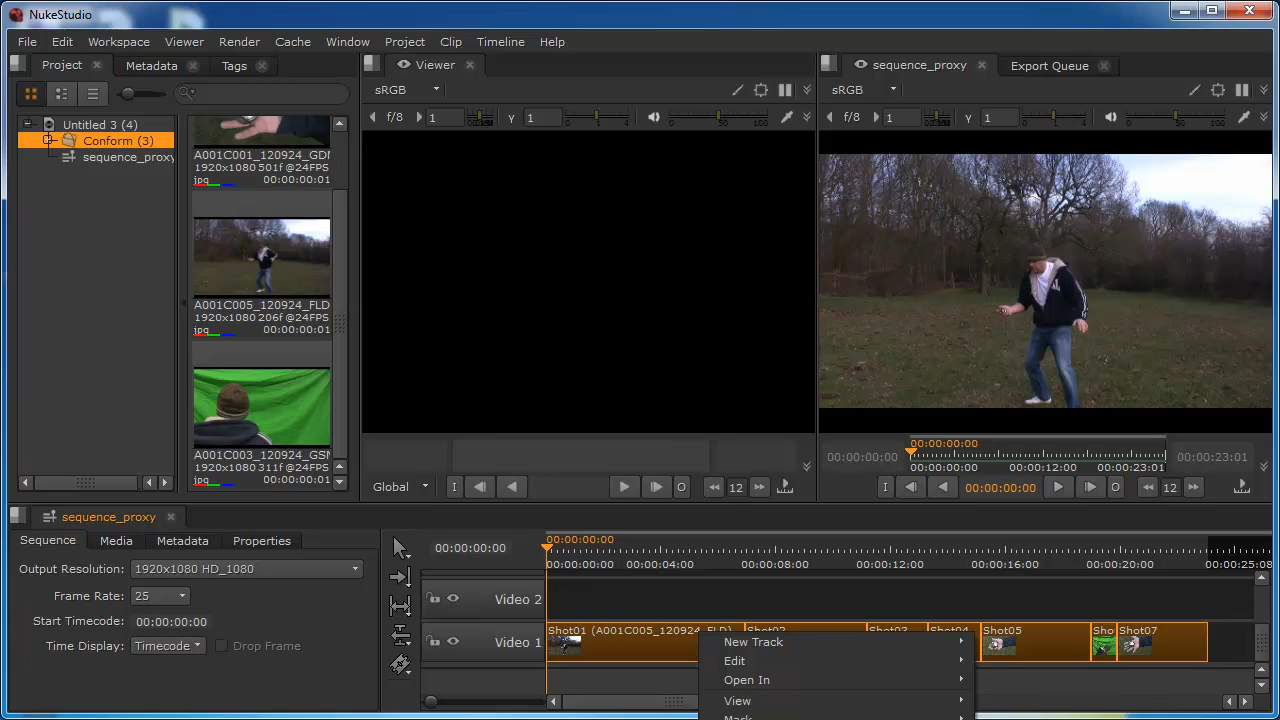 NukeStudio
File Edit Workspace Viewer Render Cache Window Project Clip Timeline Help
Project Metadata Tags
Viewer
sequence_proxy Export Queue
sRGB
sRGB
f/8 1 γ 1
f/8 1 γ 1
Untitled 3 (4)
Conform (3)
sequence_proxy
1920x1080 501f @24FPS
jpg 00:00:00:01
A001C005_120924_FLD
1920x1080 206f @24FPS
jpg 00:00:00:01
1920x1080 311f @24FPS
jpg 00:00:00:01
00:00:00:00
00:00:00:00 00:00:23:01
00:00:00:00 00:00:12:00 00:00:23:01
Global I 12 O
I 00:00:00:00 O 12
sequence_proxy
Sequence Media Metadata Properties
Output Resolution: 1920x1080 HD_1080
Frame Rate: 25
Start Timecode: 00:00:00:00
Time Display: Timecode Drop Frame
00:00:00:00
00:00:00:00
00:00:00:00 00:00:04:00 00:00:08:00 00:00:12:00 00:00:16:00 00:00:20:00 00:00:25:08
Video 2
Video 1
Shot01 (A001C005_120924_FLD) Shot02 Shot03 Shot04 Shot05 Sho Shot07
New Track
Edit
Open In
View
Mark